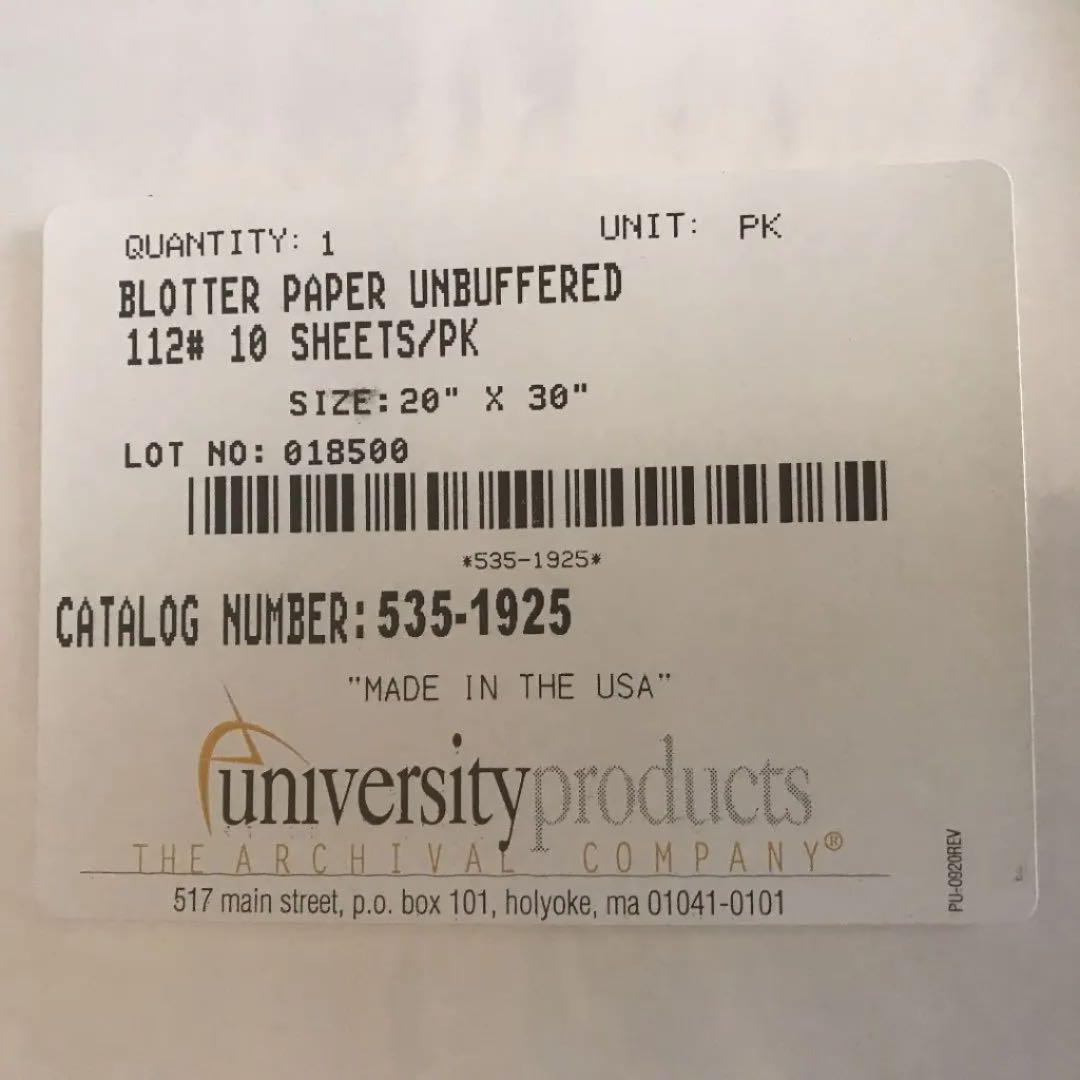 QUANTITY: 1 UNIT: PK
BLOTTER PAPER UNBUFFERED
112# 10 SHEETS/PK
SIZE: 20" X 30"
LOT NO: 018500
*535-1925*
CATALOG NUMBER: 535-1925
"MADE IN THE USA"
universityproducts
THE ARCHIVAL COMPANY®
517 main street, p.o. box 101, holyoke, ma 01041-0101
PU-0920REV